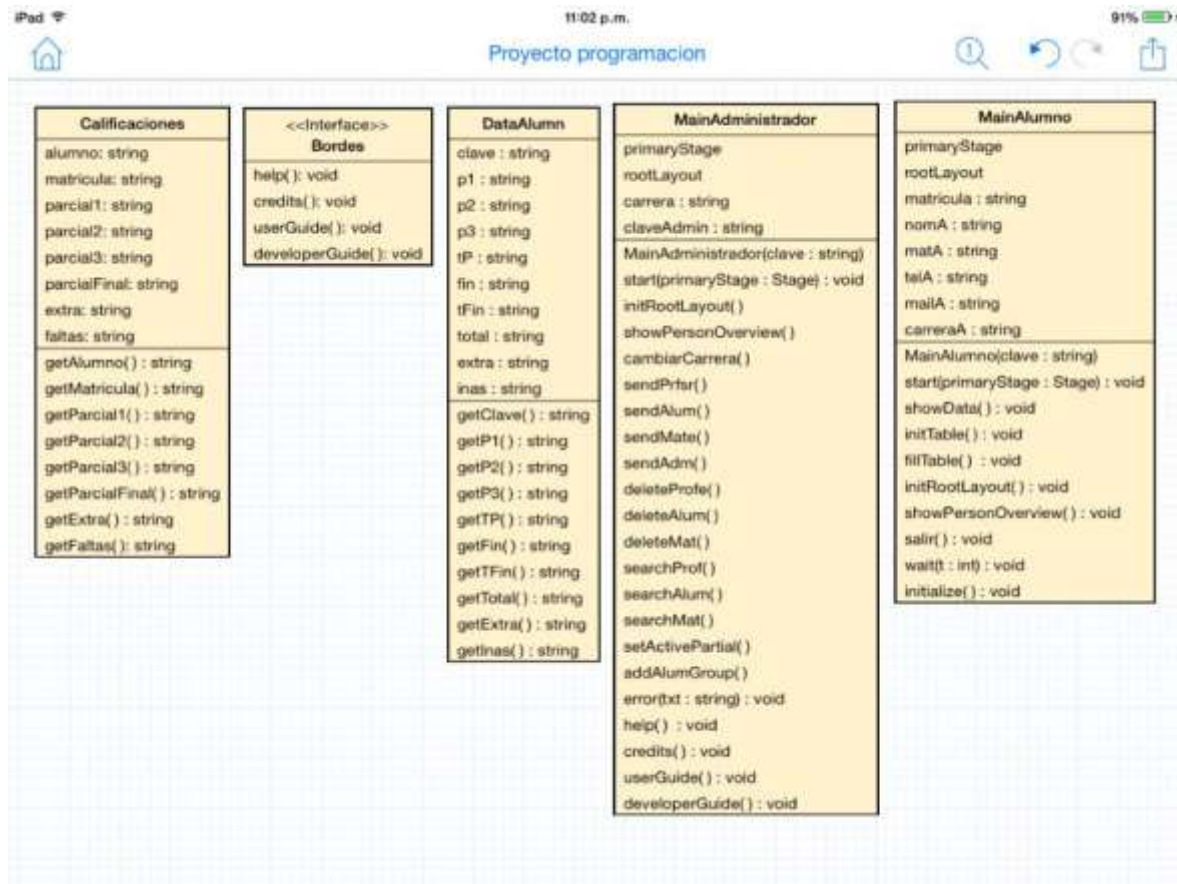 iPad
11:02 p.m.
91%
Proyecto programacion
1
Calificaciones
alumno: string
matricula: string
parcial1: string
parcial2: string
parcial3: string
parcialFinal: string
extra: string
faltas: string
getAlumno( ) : string
getMatricula( ) : string
getParcial1( ) : string
getParcial2( ) : string
getParcial3( ) : string
getParcialFinal( ) : string
getExtra( ) : string
getFaltas( ): string
<<Interface>>
Bordes
help( ): void
credits( ): void
userGuide( ): void
developerGuide( ): void
DataAlumn
clave : string
p1 : string
p2 : string
p3 : string
tP : string
fin : string
tFin : string
total : string
extra : string
inas : string
getClave( ) : string
getP1( ) : string
getP2( ) : string
getP3( ) : string
getTP( ) : string
getFin( ) : string
getTFin( ) : string
getTotal( ) : string
getExtra( ) : string
getInas( ) : string
MainAdministrador
primaryStage
rootLayout
carrera : string
claveAdmin : string
MainAdministrador(clave : string)
start(primaryStage : Stage) : void
initRootLayout( )
showPersonOverview( )
cambiarCarrera( )
sendPrfsr( )
sendAlum( )
sendMate( )
sendAdm( )
deleteProfe( )
deleteAlum( )
deleteMat( )
searchProf( )
searchAlum( )
searchMat( )
setActivePartial( )
addAlumGroup( )
error(txt : string) : void
help( ) : void
credits( ) : void
userGuide( ) : void
developerGuide( ) : void
MainAlumno
primaryStage
rootLayout
matricula : string
nomA : string
matA : string
telA : string
mailA : string
carreraA : string
MainAlumno(clave : string)
start(primaryStage : Stage) : void
showData( ) : void
initTable( ) : void
fillTable( ) : void
initRootLayout( ) : void
showPersonOverview( ) : void
salir( ) : void
wait(t : int) : void
initialize( ) : void